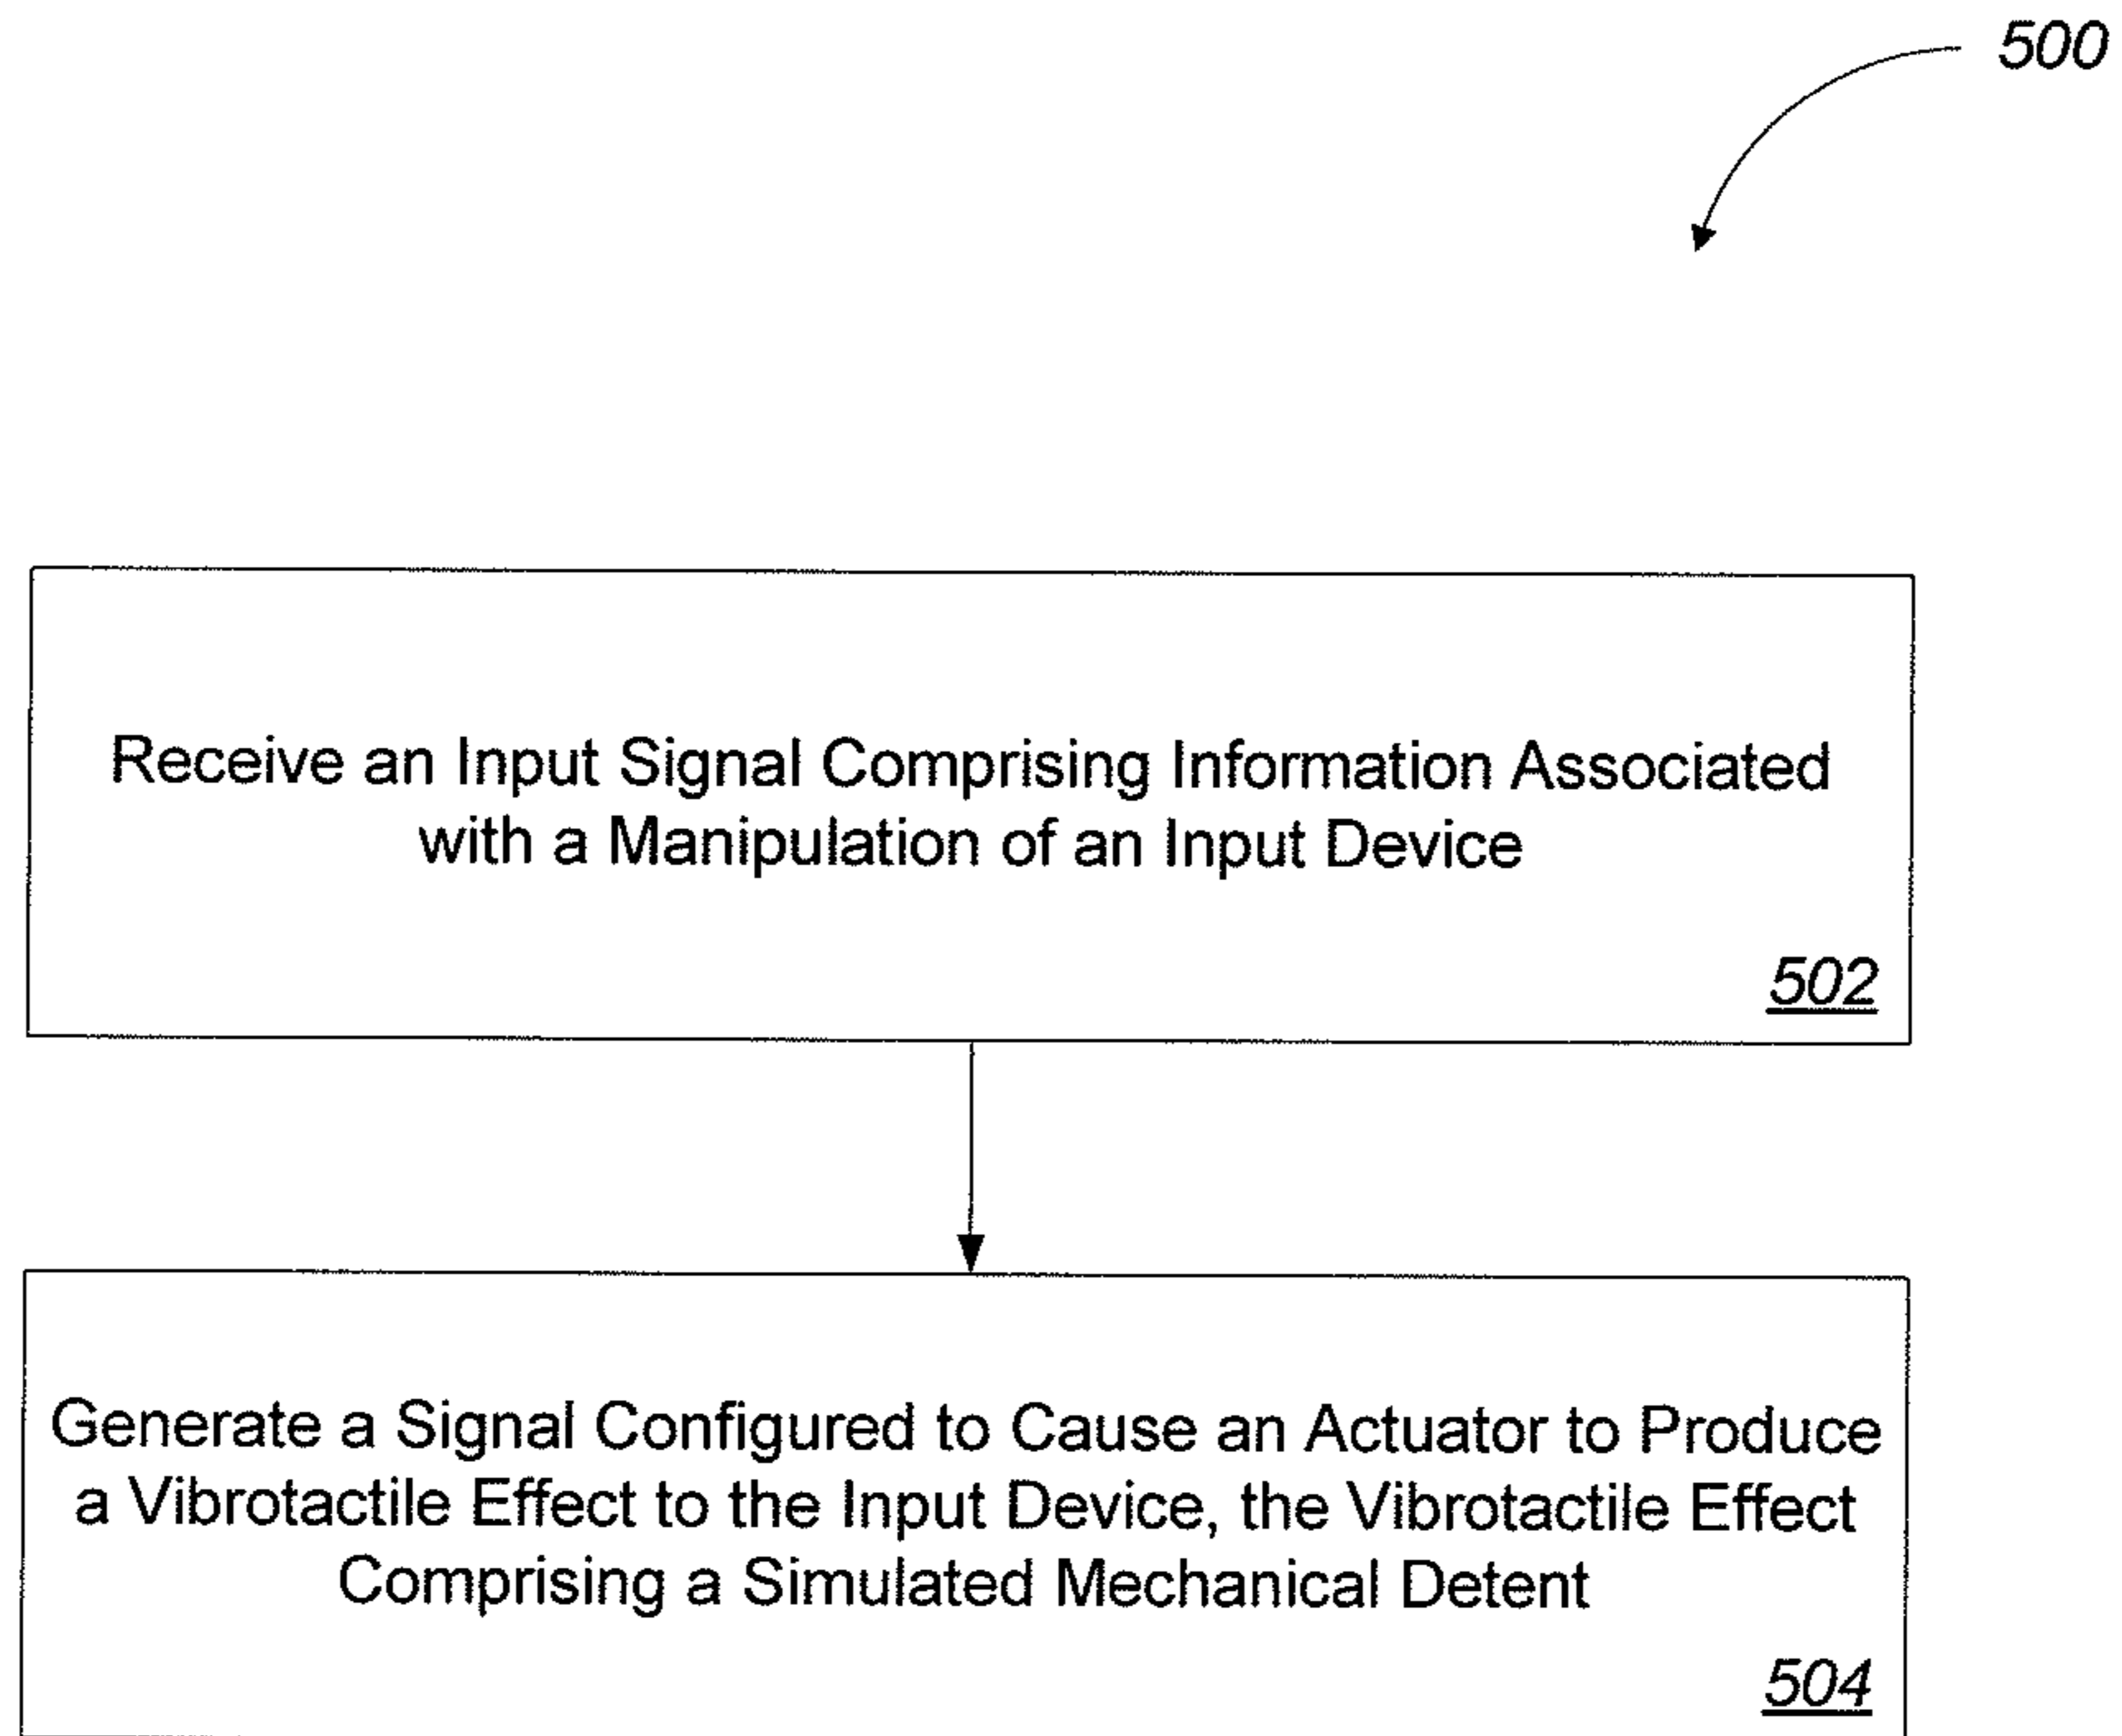 500
Receive an Input Signal Comprising Information Associated
with a Manipulation of an Input Device
502
Generate a Signal Configured to Cause an Actuator to Produce
a Vibrotactile Effect to the Input Device, the Vibrotactile Effect
Comprising a Simulated Mechanical Detent
504